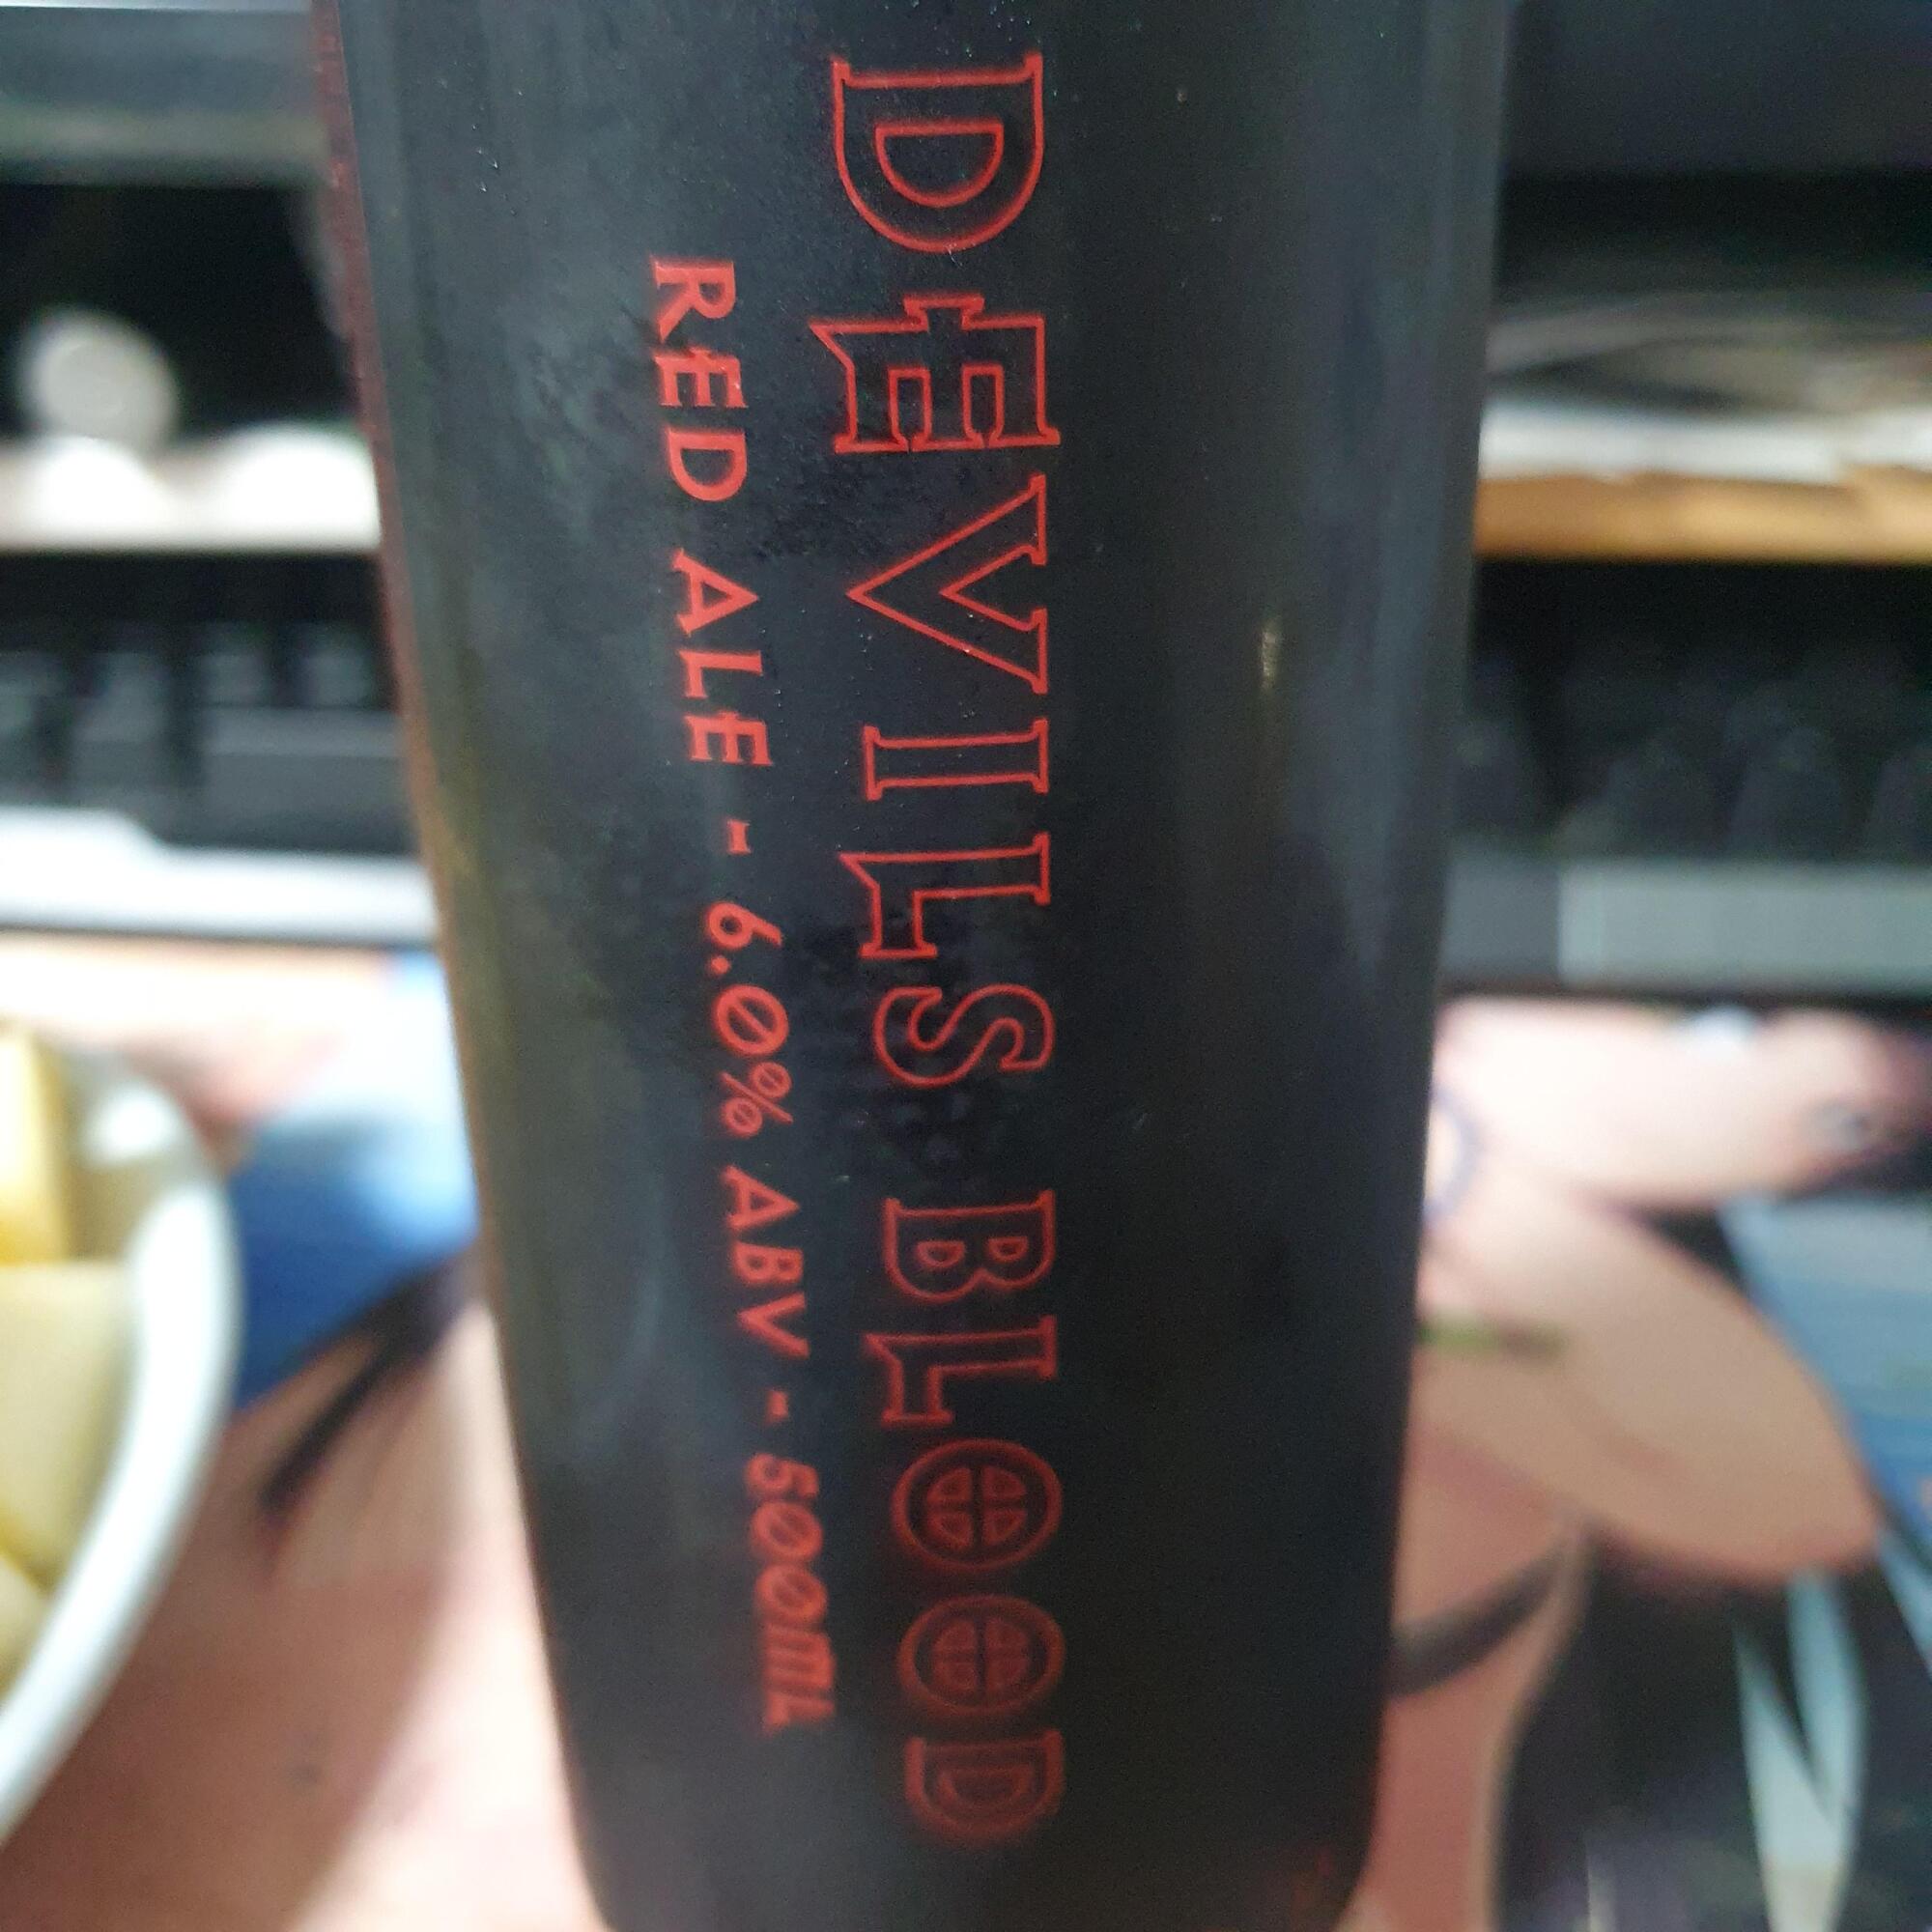 DEVILS BLOOD
RED ALE - 6.0% ABV - 500ML